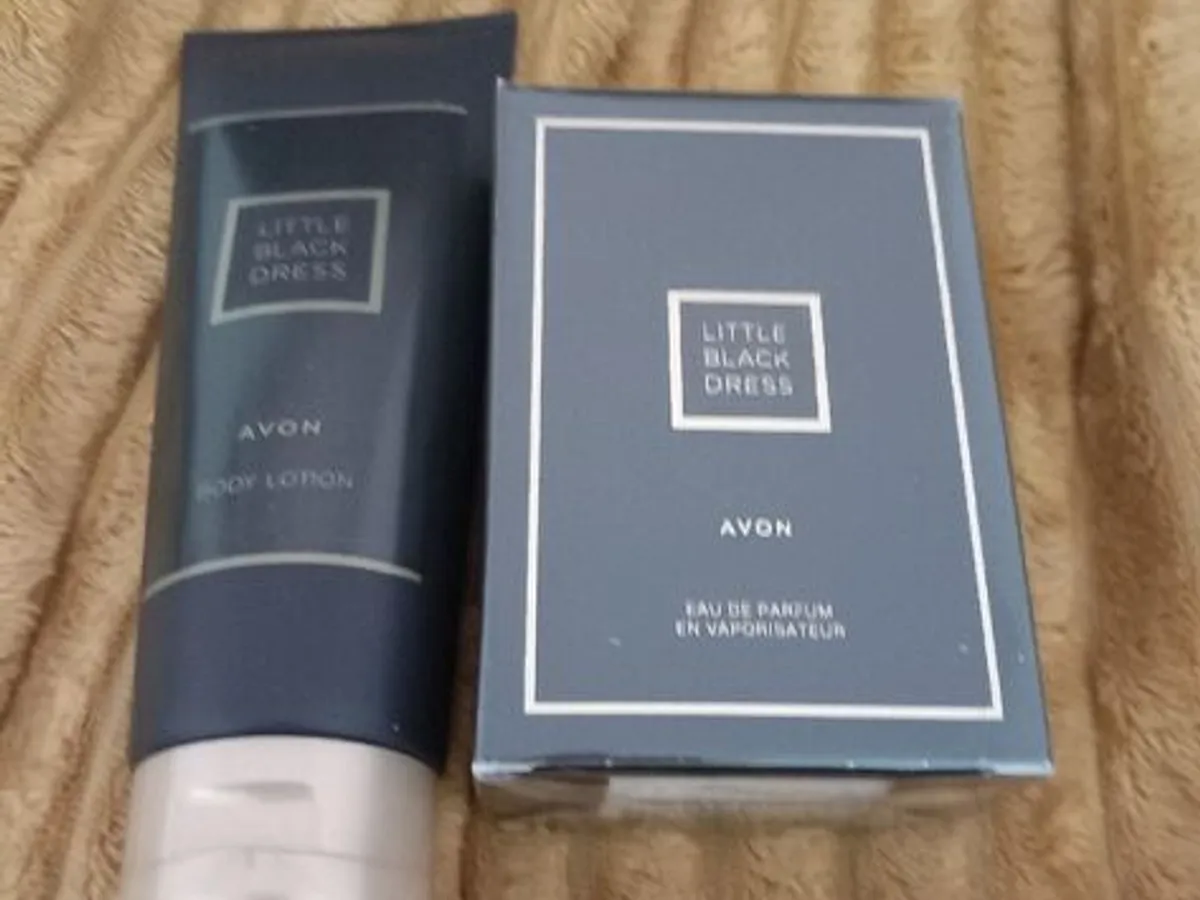 LITTLE
BLACK
DRESS
AVON
BODY LOTION
LITTLE
BLACK
DRESS
AVON
EAU DE PARFUM
EN VAPORISATEUR